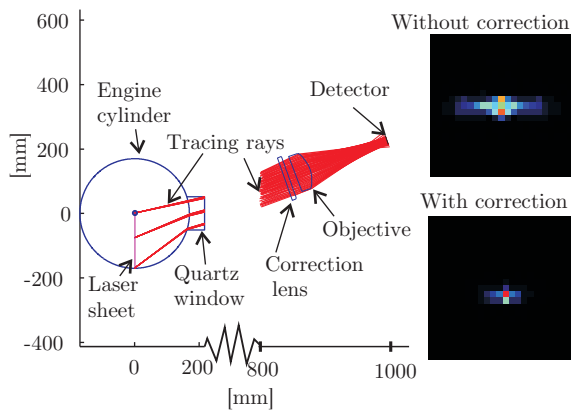 600
400
200
0
-200
-400
[mm]
0
200
800
1000
[mm]
Engine
cylinder
Tracing rays
Detector
Laser
sheet
Quartz
window
Correction
lens
Objective
Without correction
With correction